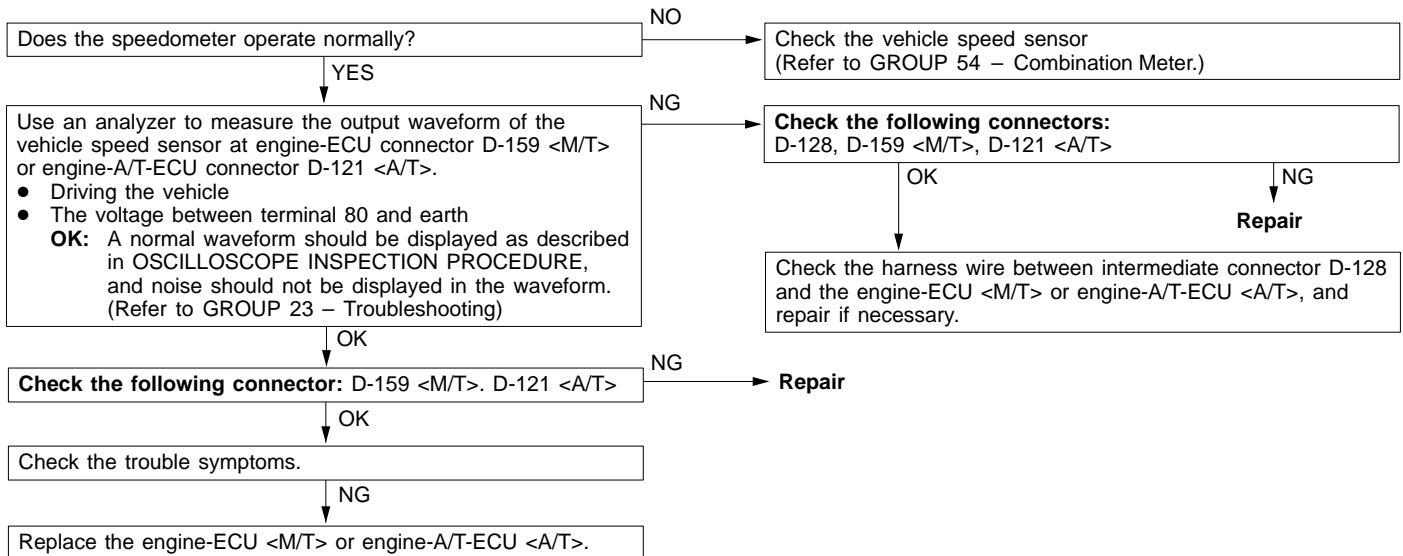 Does the speedometer operate normally?
NO
Check the vehicle speed sensor
(Refer to GROUP 54 – Combination Meter.)
YES
Use an analyzer to measure the output waveform of the
vehicle speed sensor at engine-ECU connector D-159 <M/T>
or engine-A/T-ECU connector D-121 <A/T>.
● Driving the vehicle
● The voltage between terminal 80 and earth
OK: A normal waveform should be displayed as described
in OSCILLOSCOPE INSPECTION PROCEDURE,
and noise should not be displayed in the waveform.
(Refer to GROUP 23 – Troubleshooting)
NG
Check the following connectors:
D-128, D-159 <M/T>, D-121 <A/T>
OK
NG
Repair
Check the harness wire between intermediate connector D-128
and the engine-ECU <M/T> or engine-A/T-ECU <A/T>, and
repair if necessary.
OK
Check the following connector: D-159 <M/T>. D-121 <A/T>
NG
Repair
OK
Check the trouble symptoms.
NG
Replace the engine-ECU <M/T> or engine-A/T-ECU <A/T>.